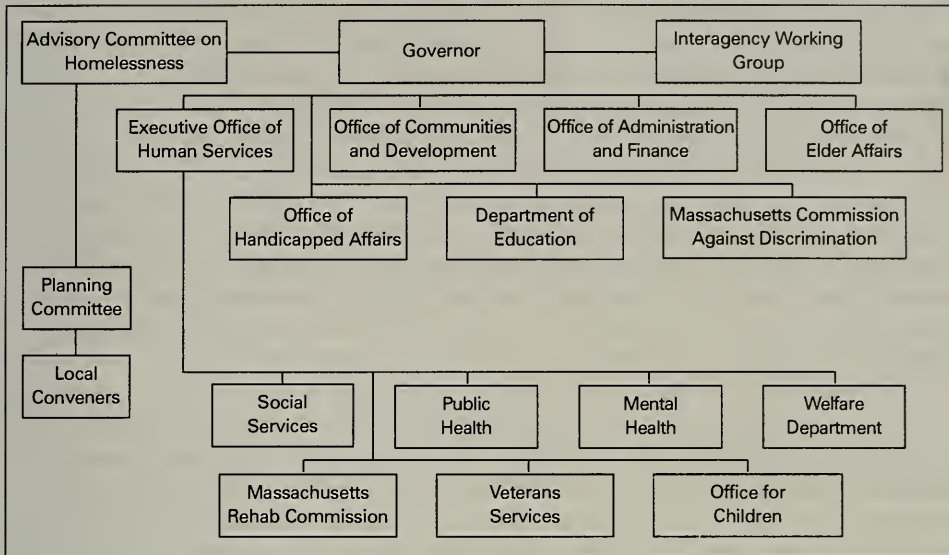 Advisory Committee on
Homelessness
Governor
Interagency Working
Group
Executive Office of
Human Services
Office of Communities
and Development
Office of Administration
and Finance
Office of
Elder Affairs
Office of
Handicapped Affairs
Department of
Education
Massachusetts Commission
Against Discrimination
Planning
Committee
Local
Conveners
Social
Services
Public
Health
Mental
Health
Welfare
Department
Massachusetts
Rehab Commission
Veterans
Services
Office for
Children